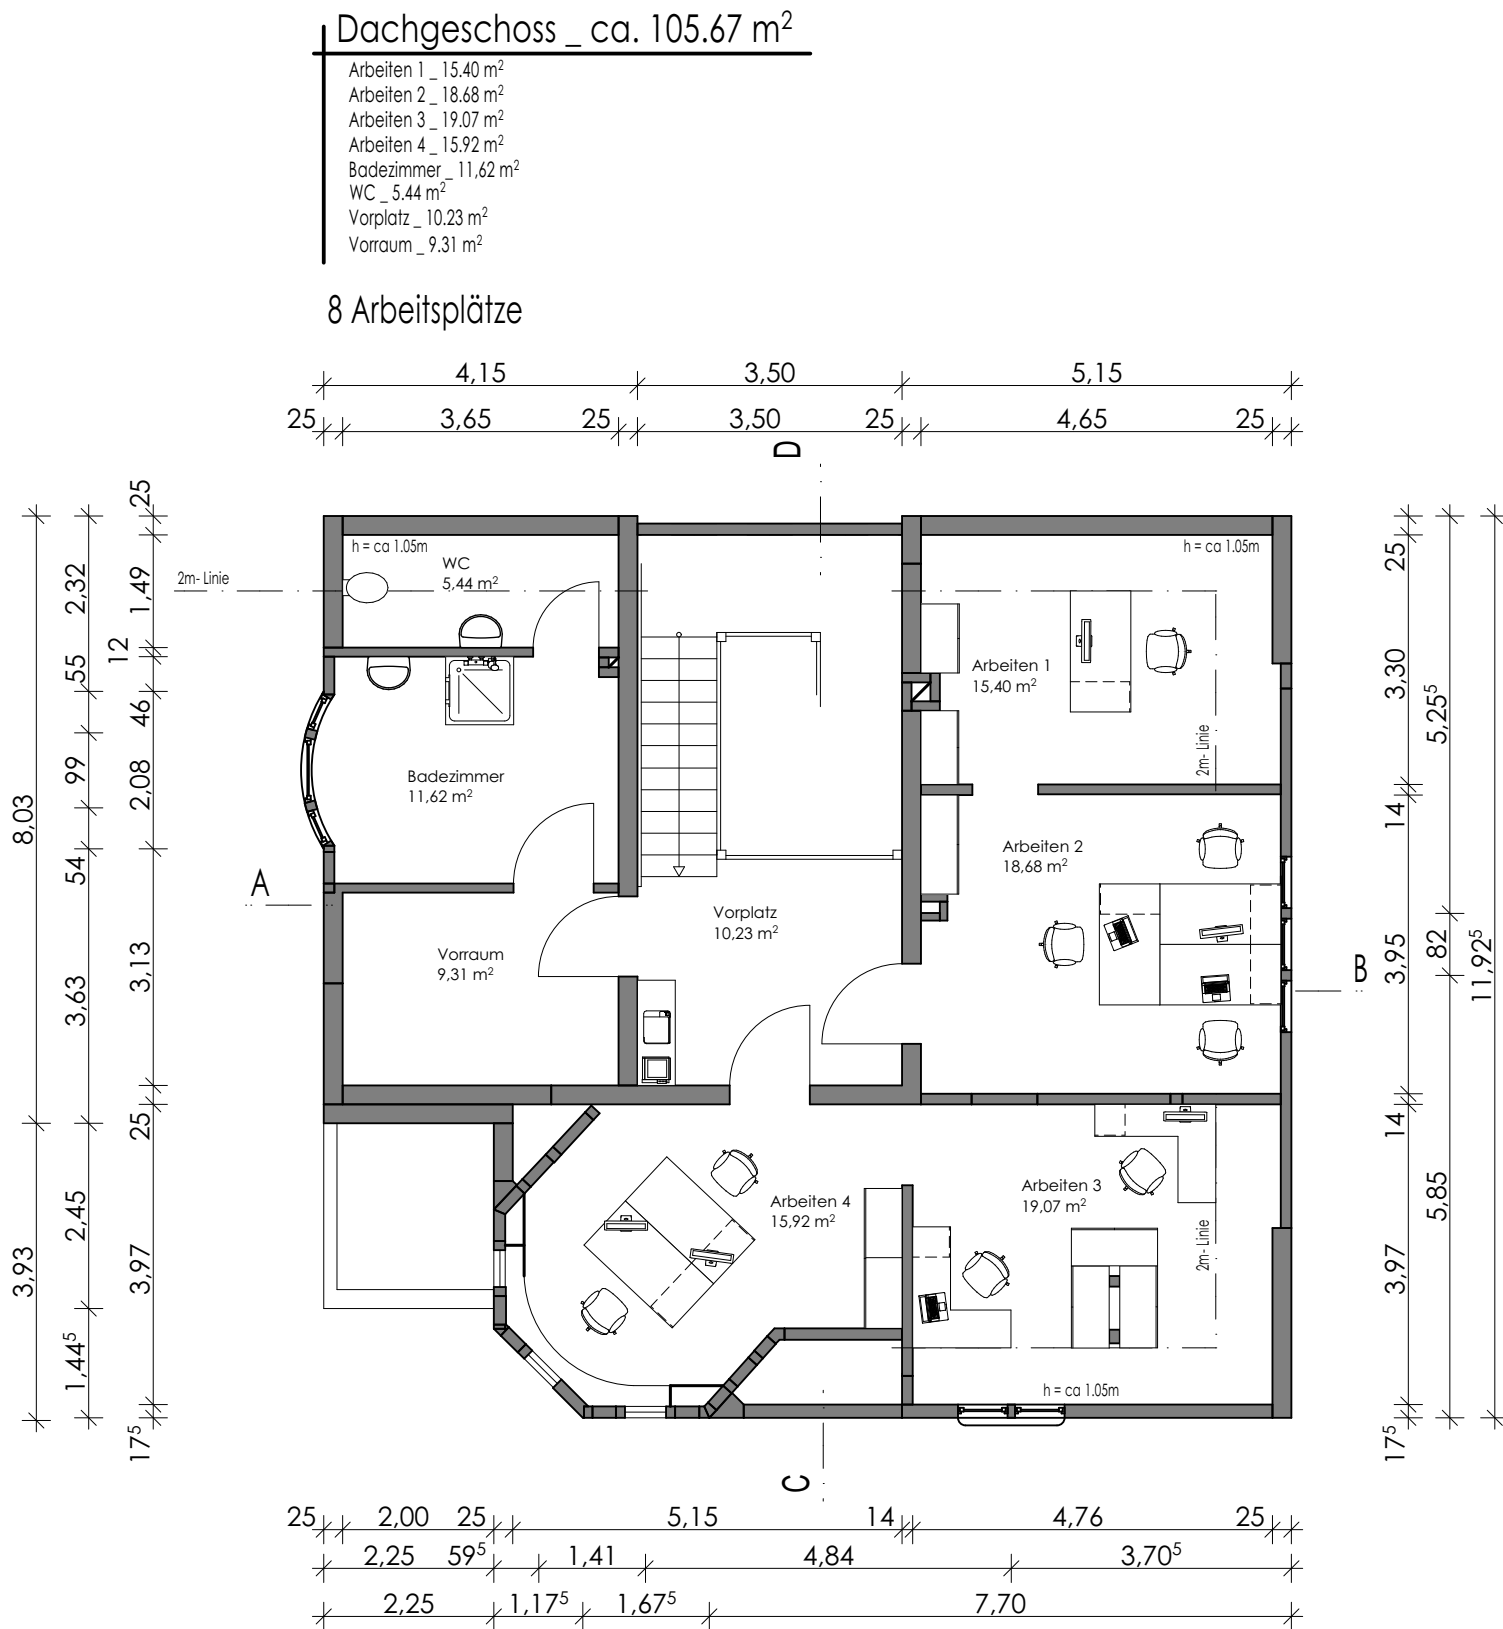 Dachgeschoss _ ca. 105.67 m²
Arbeiten 1 _ 15.40 m²
Arbeiten 2 _ 18.68 m²
Arbeiten 3 _ 19.07 m²
Arbeiten 4 _ 15.92 m²
Badezimmer _ 11,62 m²
WC _ 5.44 m²
Vorplatz _ 10.23 m²
Vorraum _ 9.31 m²
8 Arbeitsplätze
4,15 3,50 5,15
25 3,65 25 3,50 25 4,65 25
D
8,03
3,93
2,32
55
99
54
3,63
2,45
1,44⁵
25
1,49
12
46
2,08
3,13
25
3,97
17⁵
h = ca 1.05m
WC
5,44 m²
2m- Linie
h = ca 1.05m
Arbeiten 1
15,40 m²
2m- Linie
Badezimmer
11,62 m²
Arbeiten 2
18,68 m²
A
Vorplatz
10,23 m²
Vorraum
9,31 m²
B
Arbeiten 3
19,07 m²
Arbeiten 4
15,92 m²
2m- Linie
h = ca 1.05m
25
3,30
14
3,95
14
3,97
17⁵
5,25⁵
82
5,85
11,92⁵
C
25 2,00 25 5,15 14 4,76 25
2,25 59⁵ 1,41 4,84 3,70⁵
2,25 1,17⁵ 1,67⁵ 7,70